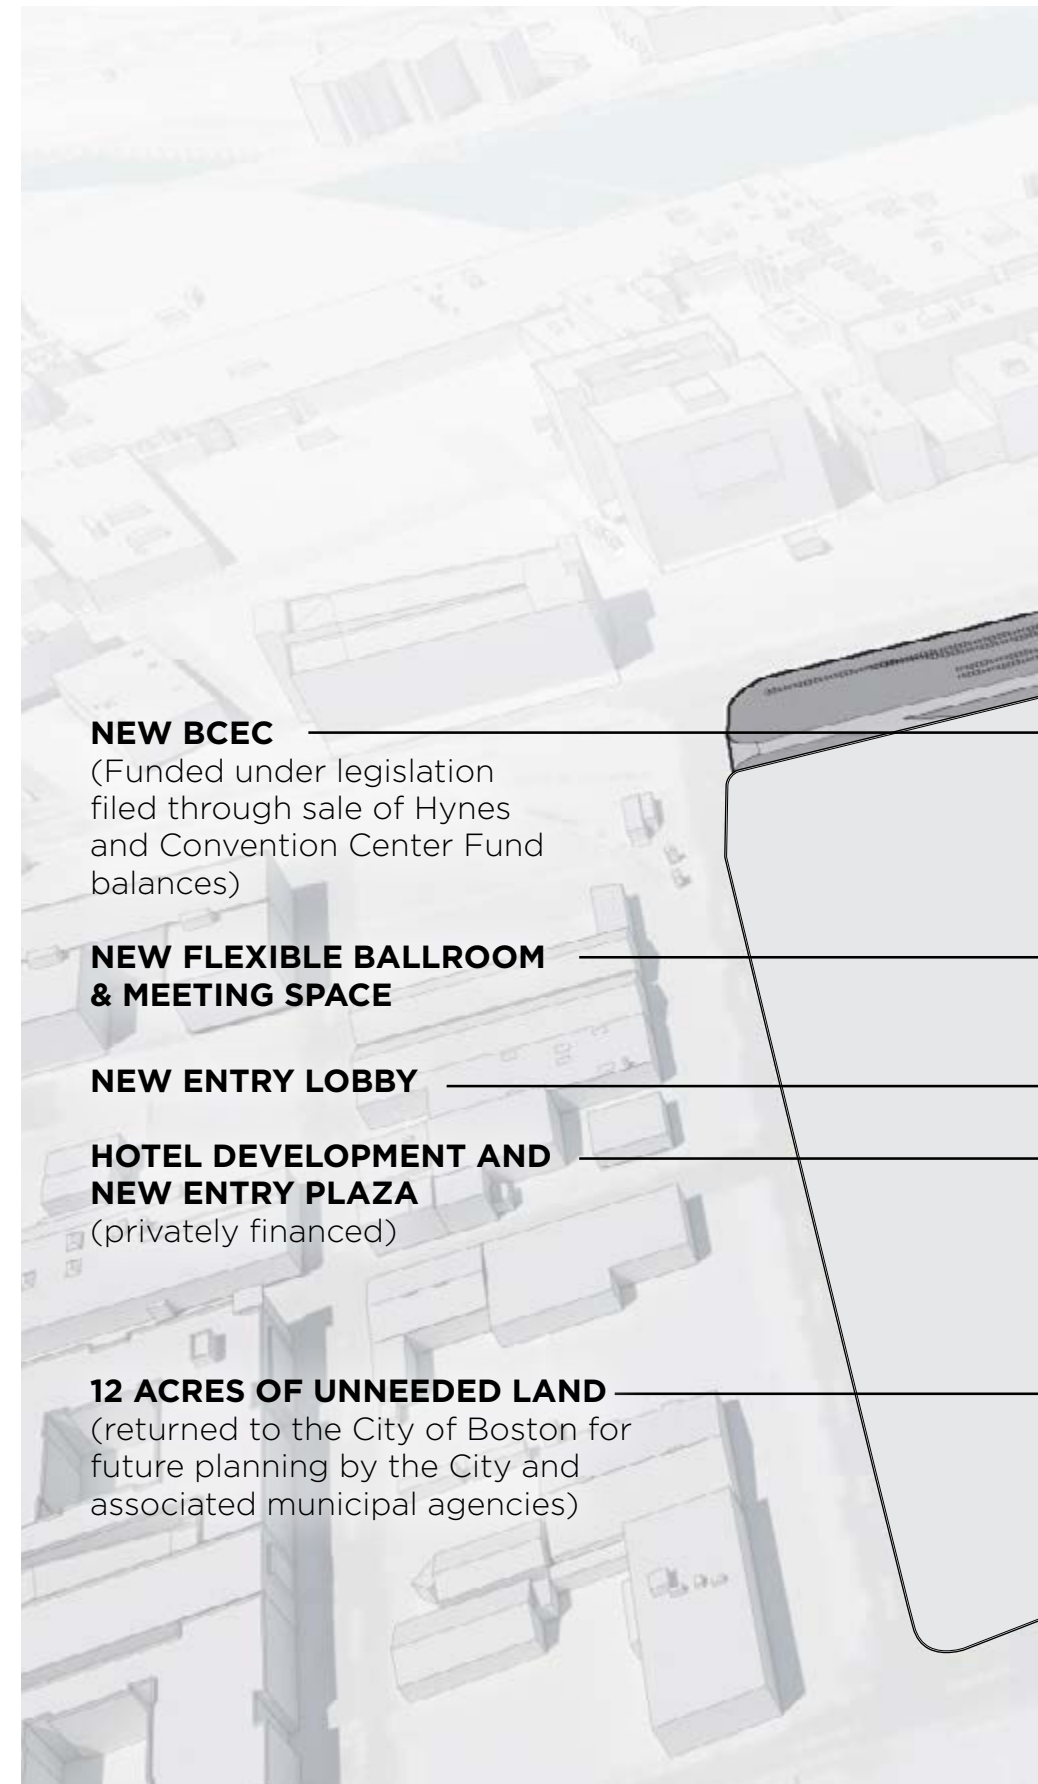 NEW BCEC
(Funded under legislation
filed through sale of Hynes
and Convention Center Fund
balances)
NEW FLEXIBLE BALLROOM
& MEETING SPACE
NEW ENTRY LOBBY
HOTEL DEVELOPMENT AND
NEW ENTRY PLAZA
(privately financed)
12 ACRES OF UNNEEDED LAND
(returned to the City of Boston for
future planning by the City and
associated municipal agencies)